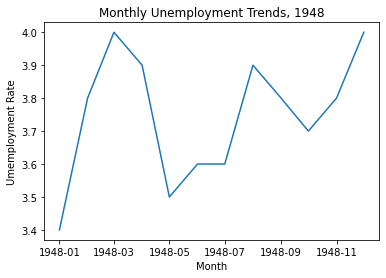 Monthly Unemployment Trends, 1948
4.0
3.9
3.8
3.7
3.6
3.5
3.4
Umemployment Rate
1948-01 1948-03 1948-05 1948-07 1948-09 1948-11
Month